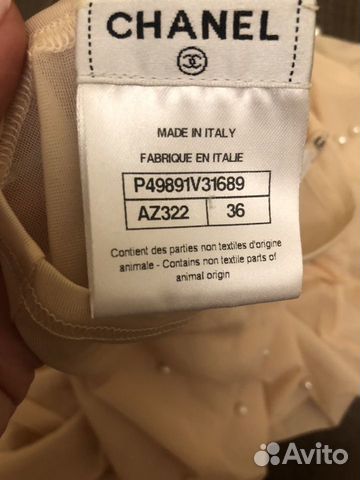 CHANEL
MADE IN ITALY
FABRIQUE EN ITALIE
P49891V31689
AZ322 36
Contient des parties non textiles d'origine
animale - Contains non textile parts of
animal origin
Avito